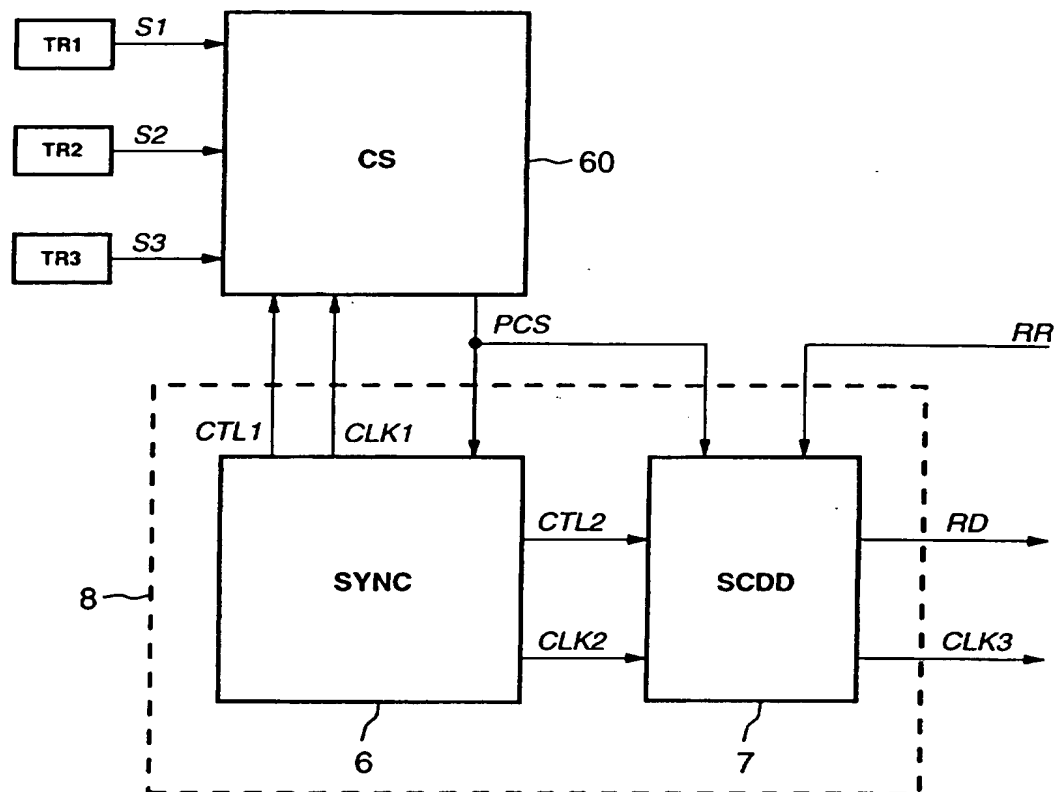 S1
TR1
S2
TR2
CS
60
S3
TR3
PCS
RR
CTL1
CLK1
CTL2
RD
SYNC
SCDD
8
CLK2
CLK3
6
7